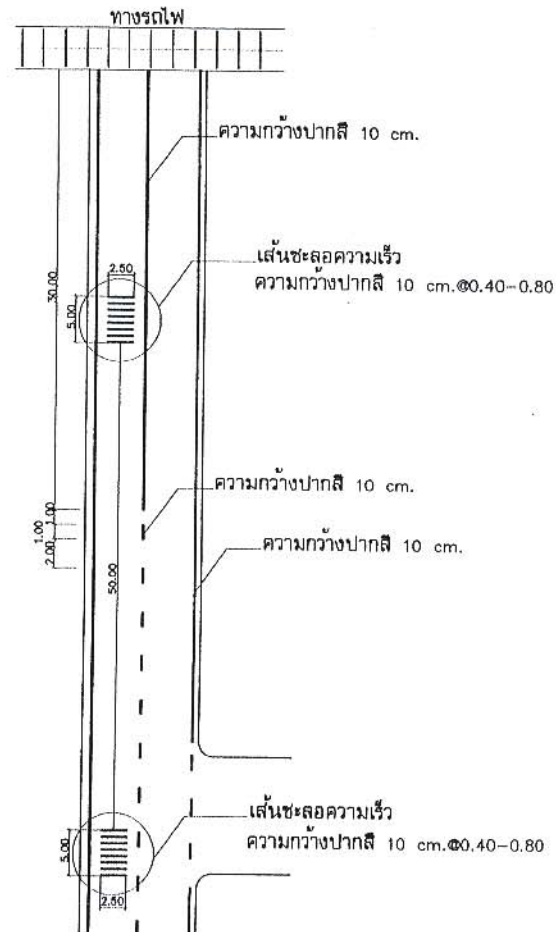 ทางรถไฟ
ความกว้างปากสี 10 cm.
เส้นชะลอความเร็ว
ความกว้างปากสี 10 cm.@0.40-0.80
2.50
30.00
5.00
ความกว้างปากสี 10 cm.
1.00
1.00
2.00
ความกว้างปากสี 10 cm.
50.00
เส้นชะลอความเร็ว
ความกว้างปากสี 10 cm.@0.40-0.80
5.00
2.50